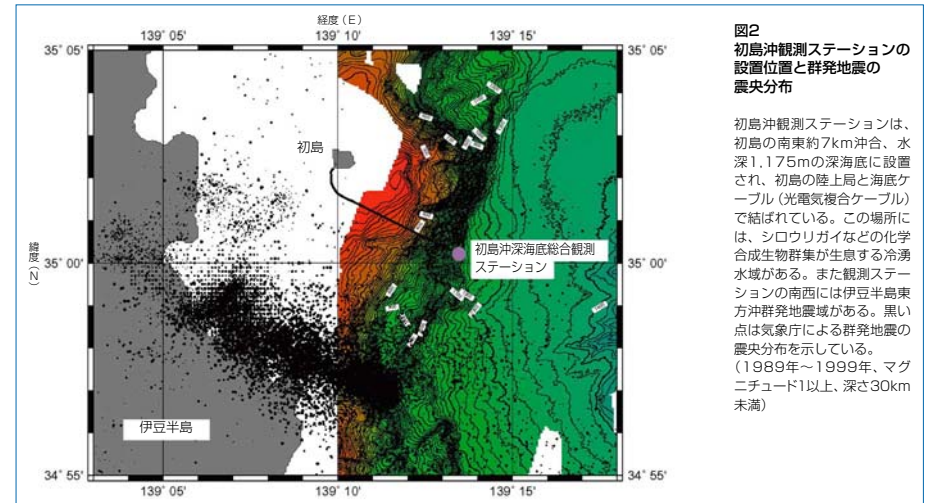 経度（E）
139° 05'
139° 10'
139° 15'
35° 05'
35° 05'
初島
緯度（N）
35° 00'
35° 00'
初島沖深海底総合観測
ステーション
伊豆半島
34° 55'
34° 55'
139° 05'
139° 10'
139° 15'
図2
初島沖観測ステーションの
設置位置と群発地震の
震央分布
初島沖観測ステーションは、
初島の南東約7km沖合、水
深1,175mの深海底に設置
され、初島の陸上局と海底ケ
ーブル（光電気複合ケーブル）
で結ばれている。この場所に
は、シロウリガイなどの化学
合成生物群集が生息する冷湧
水域がある。また観測ステー
ションの南西には伊豆半島東
方沖群発地震域がある。黒い
点は気象庁による群発地震の
震央分布を示している。
（1989年～1999年、マグ
ニチュード1以上、深さ30km
未満）